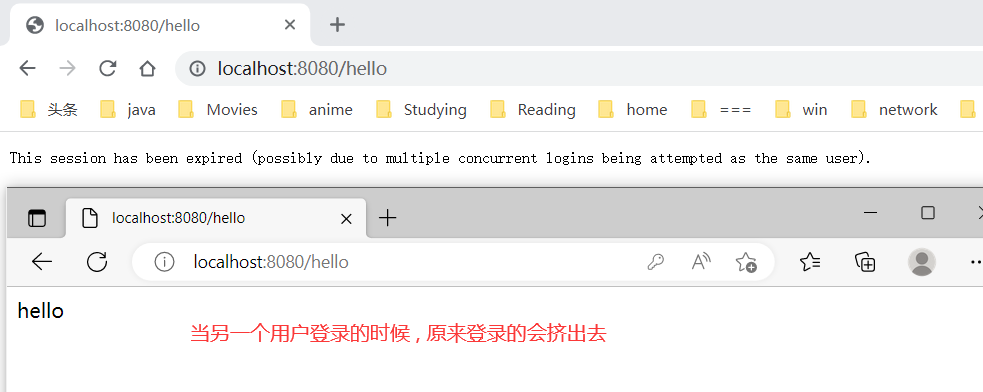 localhost:8080/hello
localhost:8080/hello
头条 java Movies anime Studying Reading home === win network
This session has been expired (possibly due to multiple concurrent logins being attempted as the same user).
localhost:8080/hello
localhost:8080/hello
hello
当另一个用户登录的时候，原来登录的会挤出去